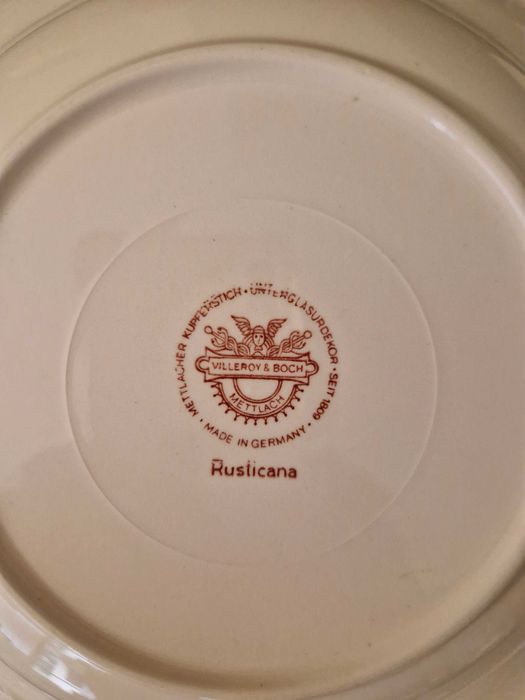 METTLACHER KUPFERSTICH · UNTERGLASURDEKOR · SEIT 1809 ·
VILLEROY & BOCH
METTLACH
MADE IN GERMANY
Rusticana